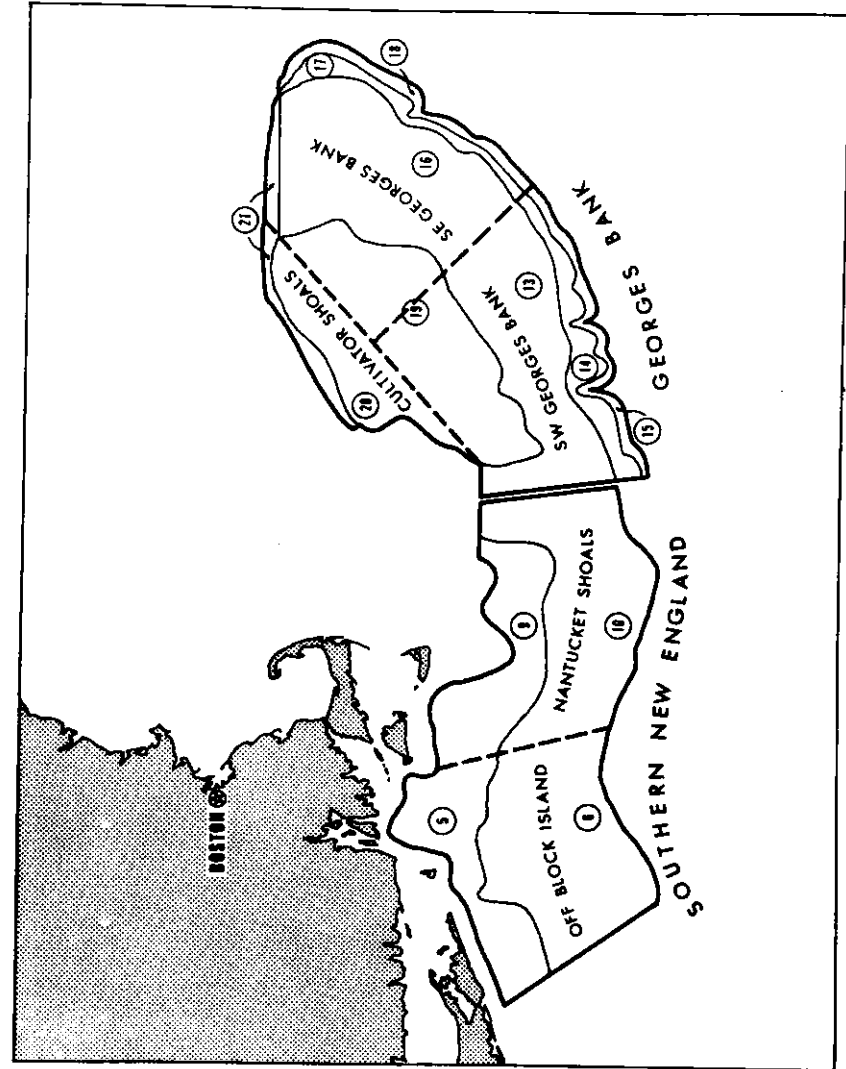 BOSTON
5
OFF BLOCK ISLAND
6
9
NANTUCKET SHOALS
10
SOUTHERN NEW ENGLAND
20
CULTIVATOR SHOALS
21
19
SE GEORGES BANK
16
17
18
SW GEORGES BANK
13
14
15
GEORGES BANK